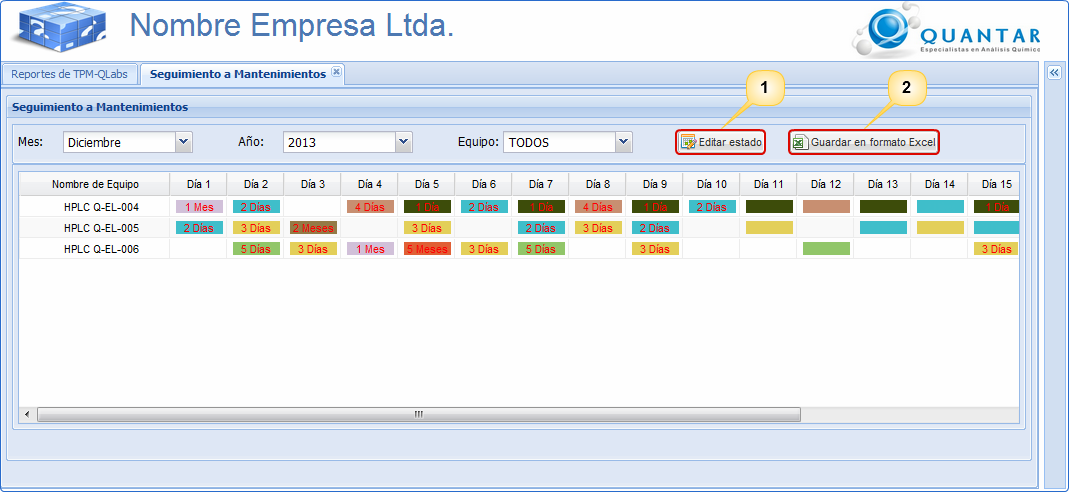 Nombre Empresa Ltda.
QUANTAR
Especialistas en Análisis Químico
Reportes de TPM-QLabs Seguimiento a Mantenimientos
1 2
Seguimiento a Mantenimientos
Mes: Diciembre Año: 2013 Equipo: TODOS Editar estado Guardar en formato Excel
Nombre de Equipo Día 1 Día 2 Día 3 Día 4 Día 5 Día 6 Día 7 Día 8 Día 9 Día 10 Día 11 Día 12 Día 13 Día 14 Día 15
HPLC Q-EL-004 1 Mes 2 Días 4 Días 1 Día 2 Días 1 Día 4 Días 1 Día 2 Días 1 Día
HPLC Q-EL-005 2 Días 3 Días 2 Meses 3 Días 2 Días 3 Días 2 Días
HPLC Q-EL-006 5 Días 3 Días 1 Mes 5 Meses 3 Días 5 Días 3 Días 3 Días